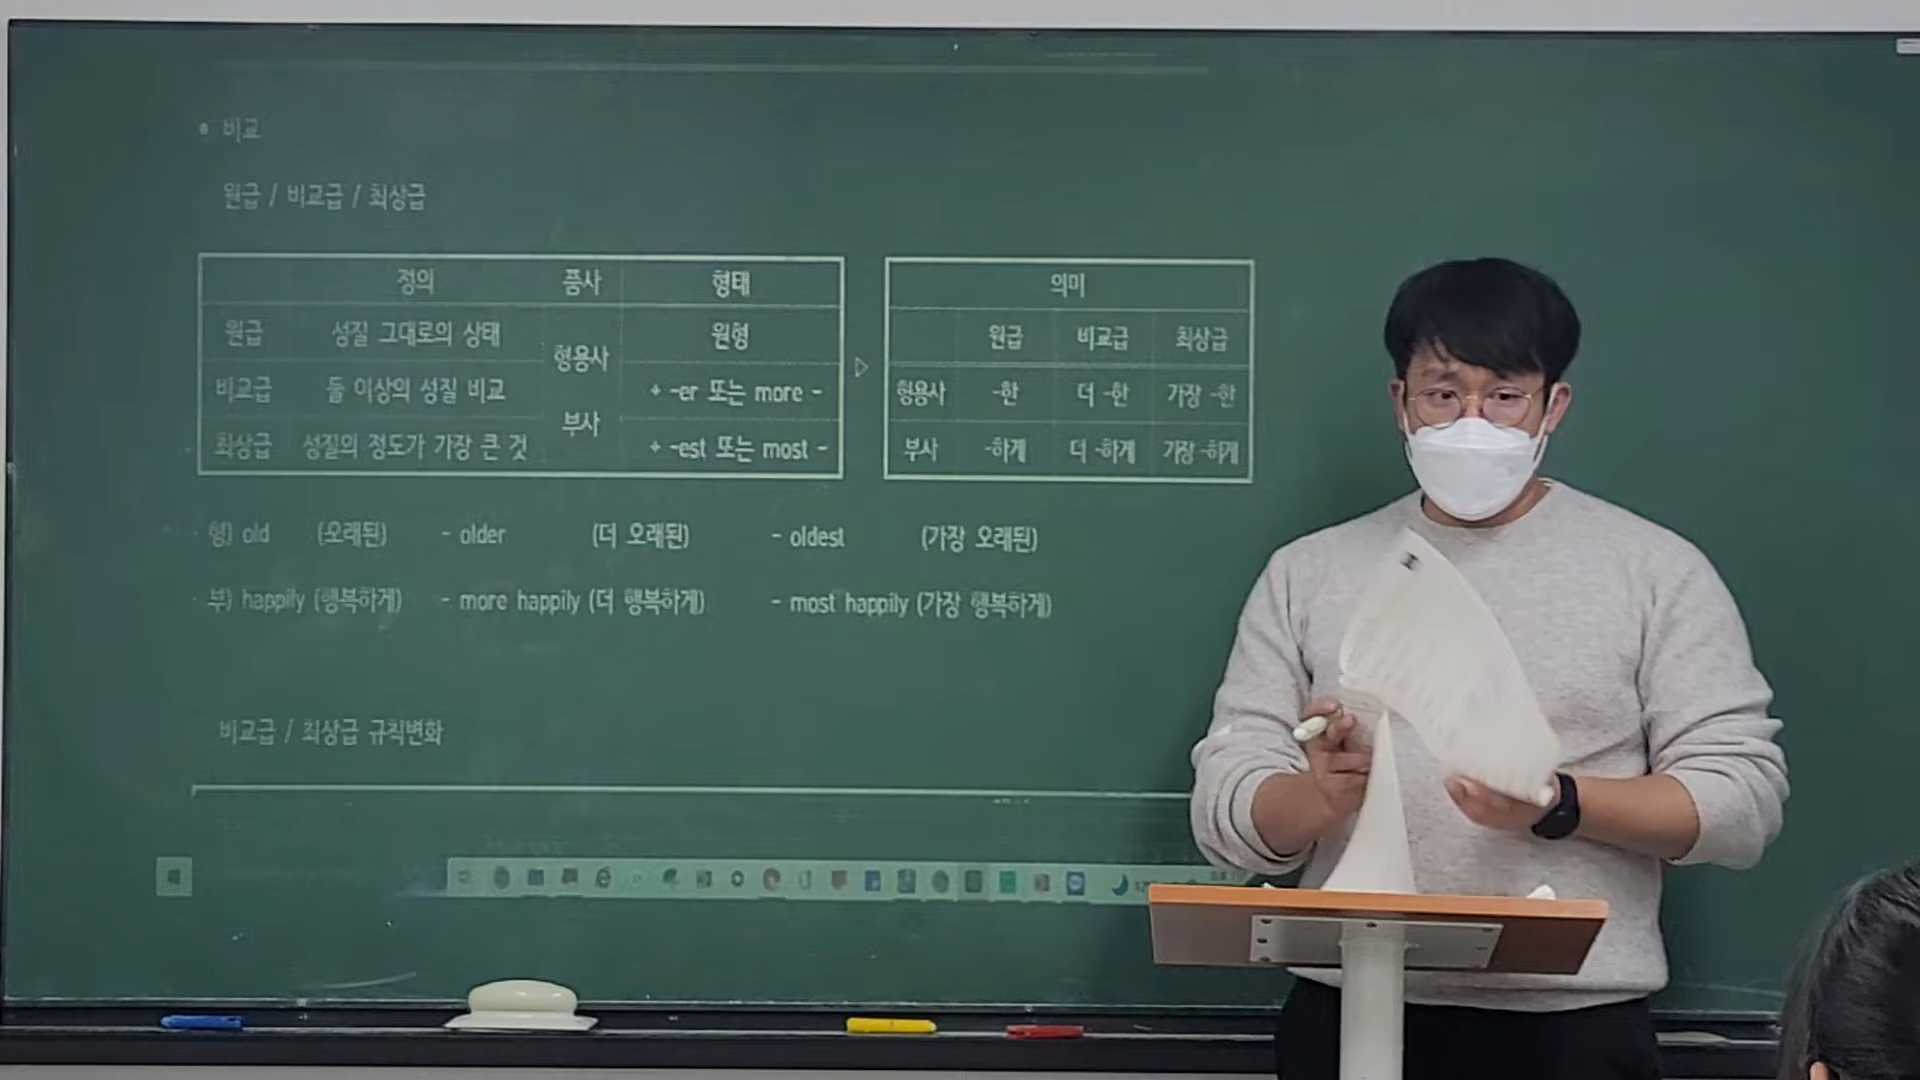 • 비교
원급 / 비교급 / 최상급
정의 품사 형태
원급 성질 그대로의 상태 형용사 원형
비교급 둘 이상의 성질 비교 + -er 또는 more -
최상급 성질의 정도가 가장 큰 것 부사 + -est 또는 most -
▷
의미
원급 비교급 최상급
형용사 -한 더 -한 가장 -한
부사 -하게 더 -하게 가장 -하게
형) old (오래된) - older (더 오래된) - oldest (가장 오래된)
부) happily (행복하게) - more happily (더 행복하게) - most happily (가장 행복하게)
비교급 / 최상급 규칙변화